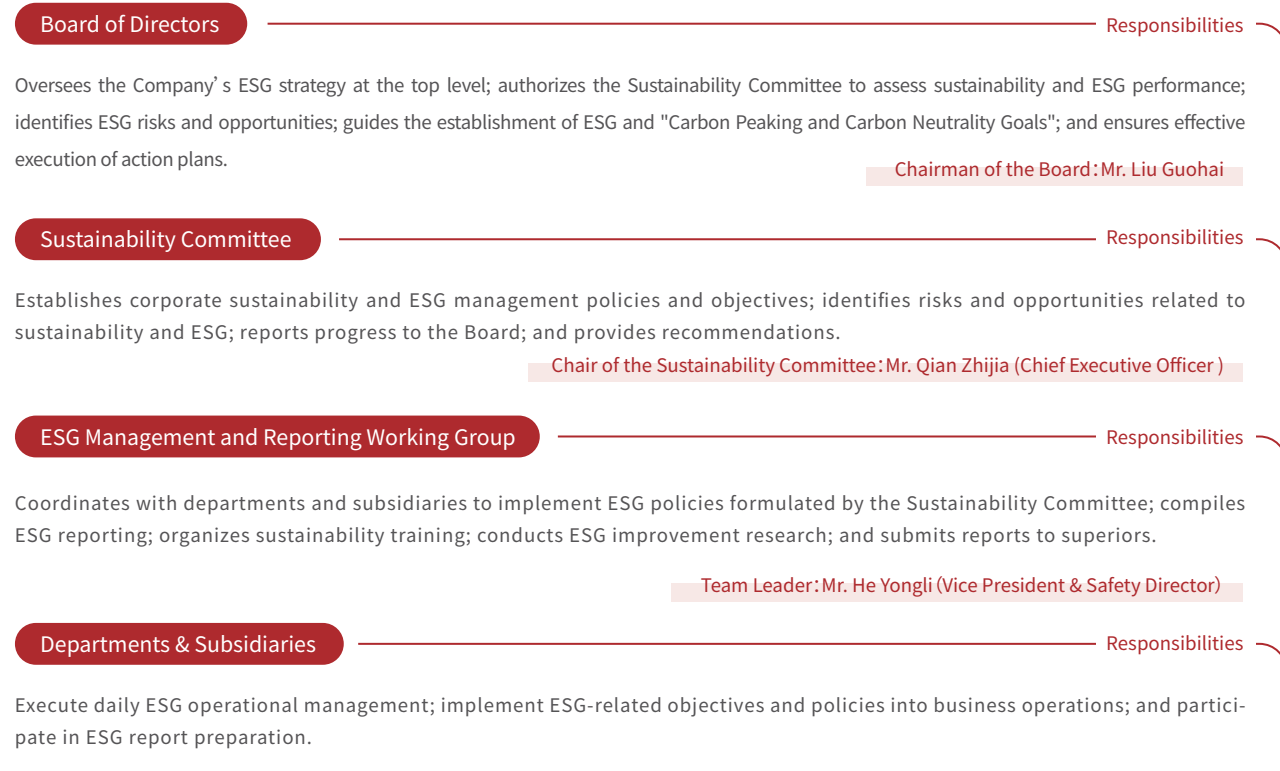 Board of Directors
Responsibilities
Oversees the Company’s ESG strategy at the top level; authorizes the Sustainability Committee to assess sustainability and ESG performance;
identifies ESG risks and opportunities; guides the establishment of ESG and "Carbon Peaking and Carbon Neutrality Goals"; and ensures effective
execution of action plans.
Chairman of the Board：Mr. Liu Guohai
Sustainability Committee
Responsibilities
Establishes corporate sustainability and ESG management policies and objectives; identifies risks and opportunities related to
sustainability and ESG; reports progress to the Board; and provides recommendations.
Chair of the Sustainability Committee：Mr. Qian Zhijia (Chief Executive Officer )
ESG Management and Reporting Working Group
Responsibilities
Coordinates with departments and subsidiaries to implement ESG policies formulated by the Sustainability Committee; compiles
ESG reporting; organizes sustainability training; conducts ESG improvement research; and submits reports to superiors.
Team Leader：Mr. He Yongli（Vice President & Safety Director）
Departments & Subsidiaries
Responsibilities
Execute daily ESG operational management; implement ESG-related objectives and policies into business operations; and partici-
pate in ESG report preparation.